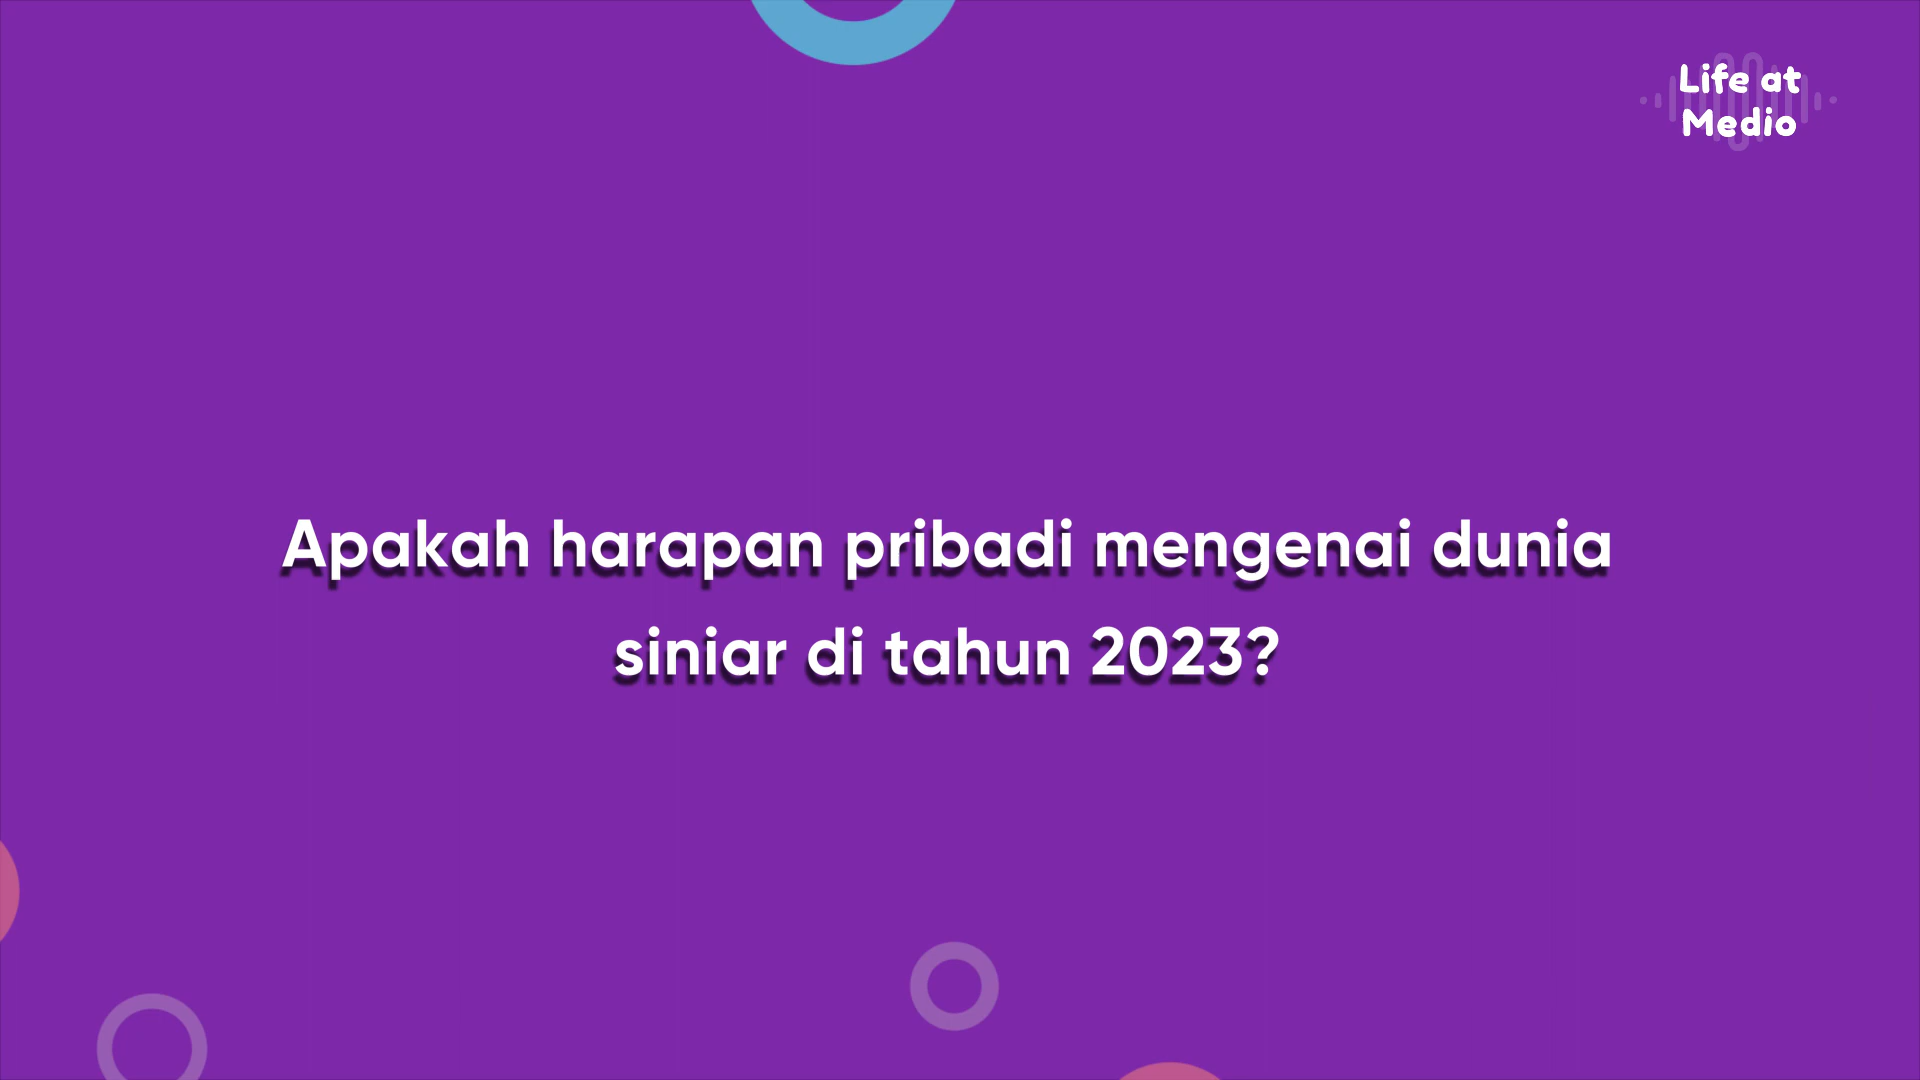 Life at
Medio
Apakah harapan pribadi mengenai dunia
siniar di tahun 2023?